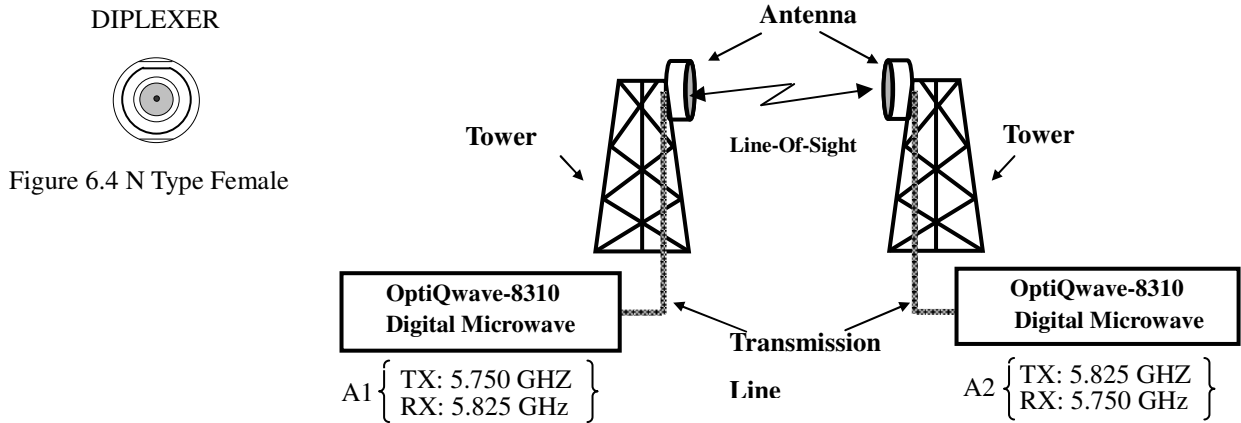 DIPLEXER
Figure 6.4 N Type Female
Antenna
Tower
Line-Of-Sight
Tower
OptiQwave-8310
Digital Microwave
OptiQwave-8310
Digital Microwave
Transmission
Line
A1 { TX: 5.750 GHZ
RX: 5.825 GHz }
A2 { TX: 5.825 GHZ
RX: 5.750 GHz }